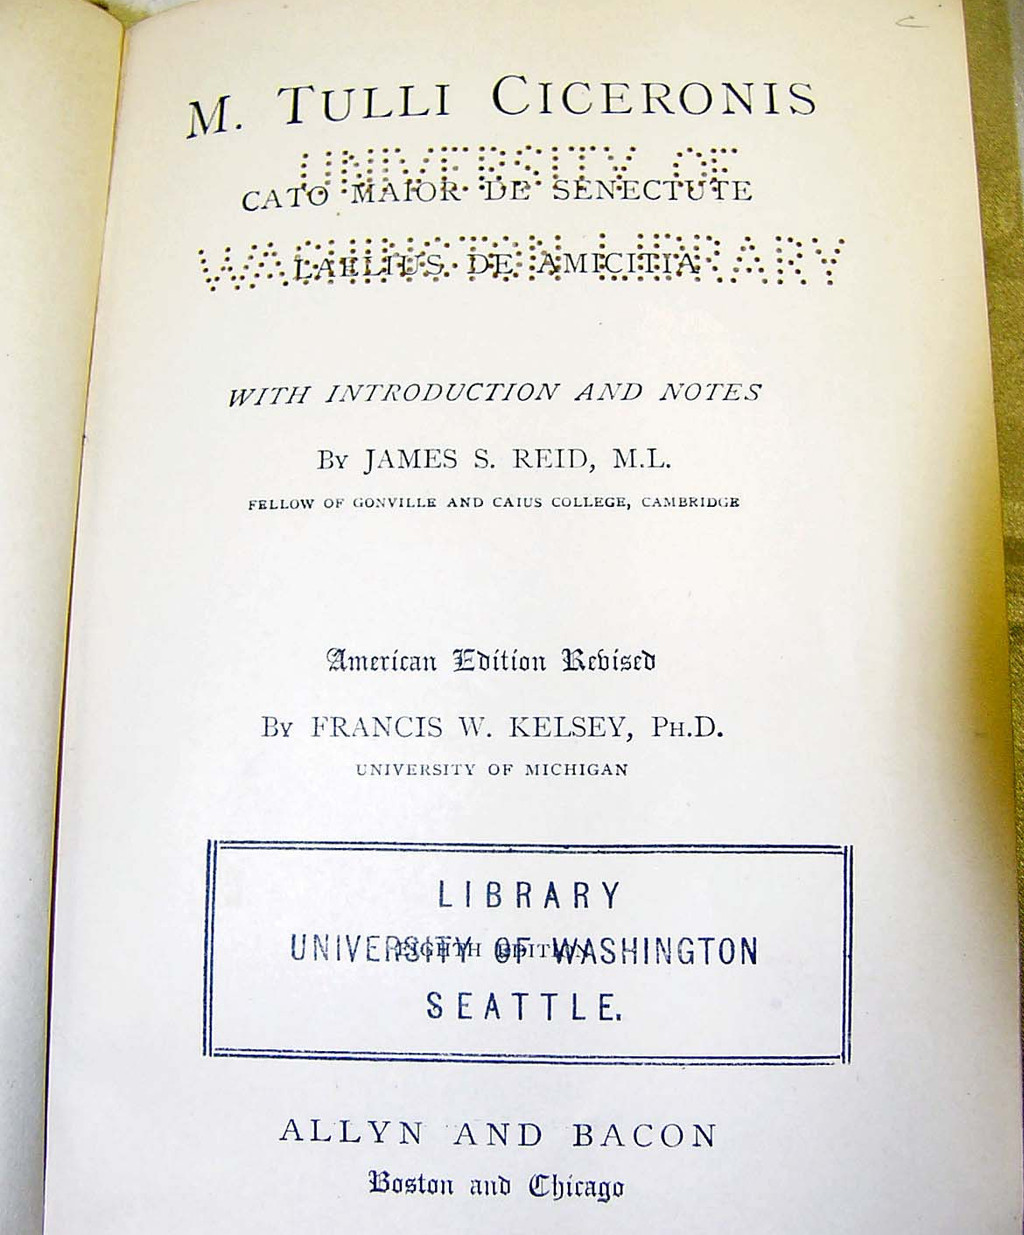 M. TULLI CICERONIS
UNIVERSITY OF
CATO MAIOR DE SENECTUTE
WASHINGTON LIBRARY
LAELIUS DE AMICITIA
WITH INTRODUCTION AND NOTES
By JAMES S. REID, M.L.
FELLOW OF GONVILLE AND CAIUS COLLEGE, CAMBRIDGE
American Edition Revised
By FRANCIS W. KELSEY, Ph.D.
UNIVERSITY OF MICHIGAN
LIBRARY
UNIVERSITY OF WASHINGTON
EIGHTH EDITION
SEATTLE.
ALLYN AND BACON
Boston and Chicago